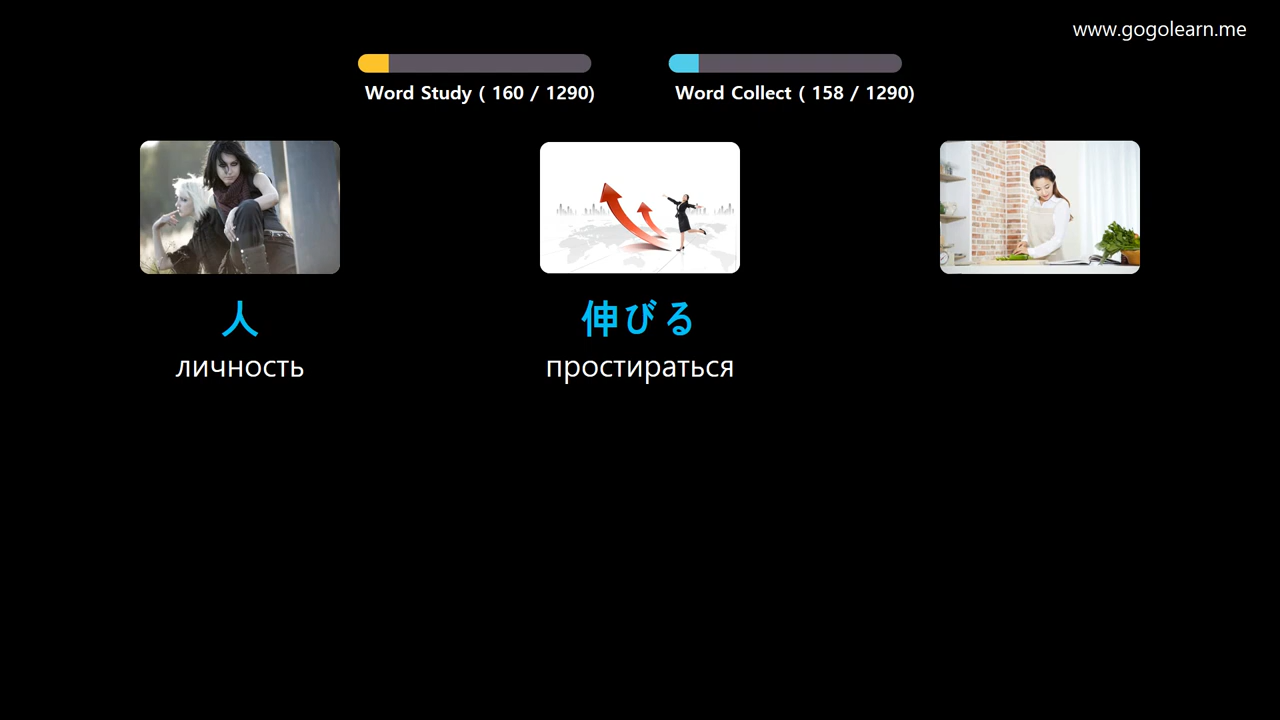 www.gogolearn.me
Word Study ( 160 / 1290)
Word Collect ( 158 / 1290)
人
伸びる
личность
простираться